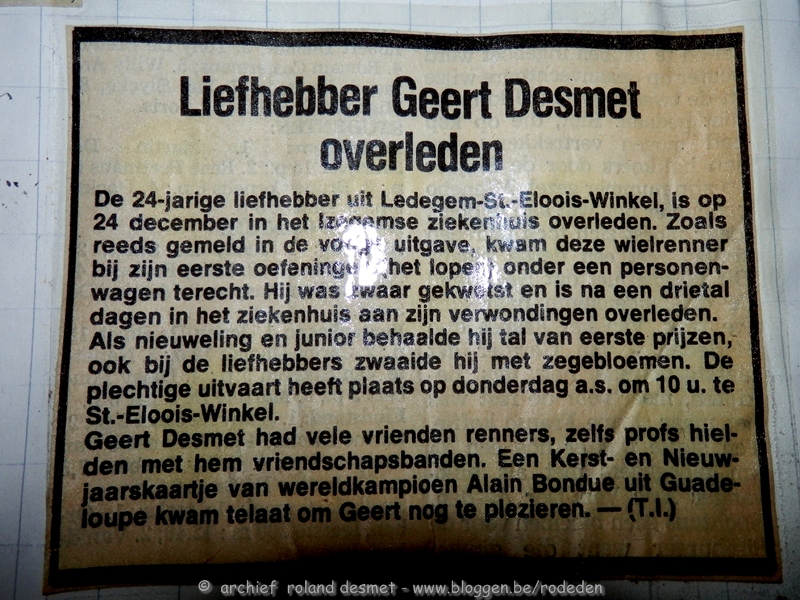 Liefhebber Geert Desmet
overleden
De 24-jarige liefhebber uit Ledegem-St.-Eloois-Winkel, is op
24 december in het Izegemse ziekenhuis overleden. Zoals
reeds gemeld in de vorige uitgave, kwam deze wielrenner
bij zijn eerste oefeningen (het lopen) onder een personen-
wagen terecht. Hij was zwaar gekwetst en is na een drietal
dagen in het ziekenhuis aan zijn verwondingen overleden.
Als nieuweling en junior behaalde hij tal van eerste prijzen,
ook bij de liefhebbers zwaaide hij met zegebloemen. De
plechtige uitvaart heeft plaats op donderdag a.s. om 10 u. te
St.-Eloois-Winkel.
Geert Desmet had vele vrienden renners, zelfs profs hiel-
den met hem vriendschapsbanden. Een Kerst- en Nieuw-
jaarskaartje van wereldkampioen Alain Bondue uit Guade-
loupe kwam telaat om Geert nog te plezieren. — (T.I.)
© archief roland desmet - www.bloggen.be/rodeden